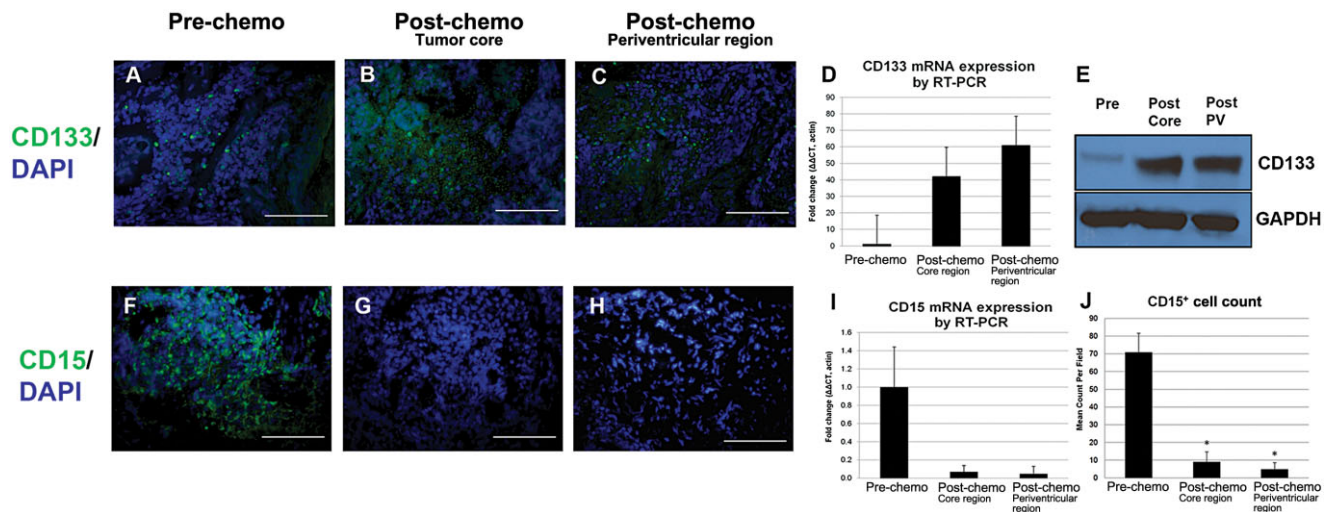 Pre-chemo
Post-chemo
Tumor core
Post-chemo
Periventricular region
CD133/
DAPI
A
B
C
D
CD133 mRNA expression
by RT-PCR
Fold change (ΔΔCT, actin)
90
80
70
60
50
40
30
20
10
0
Pre-chemo
Post-chemo
Core region
Post-chemo
Periventricular
region
E
Pre
Post
Core
Post
PV
CD133
GAPDH
CD15/
DAPI
F
G
H
I
CD15 mRNA expression
by RT-PCR
Fold change (ΔΔCT, actin)
1.6
1.4
1.2
1.0
0.8
0.6
0.4
0.2
0.0
Pre-chemo
Post-chemo
Core region
Post-chemo
Periventricular
region
J
CD15⁺ cell count
Mean Count Per Field
90
80
70
60
50
40
30
20
10
0
*
*
Pre-chemo
Post-chemo
Core region
Post-chemo
Periventricular
region